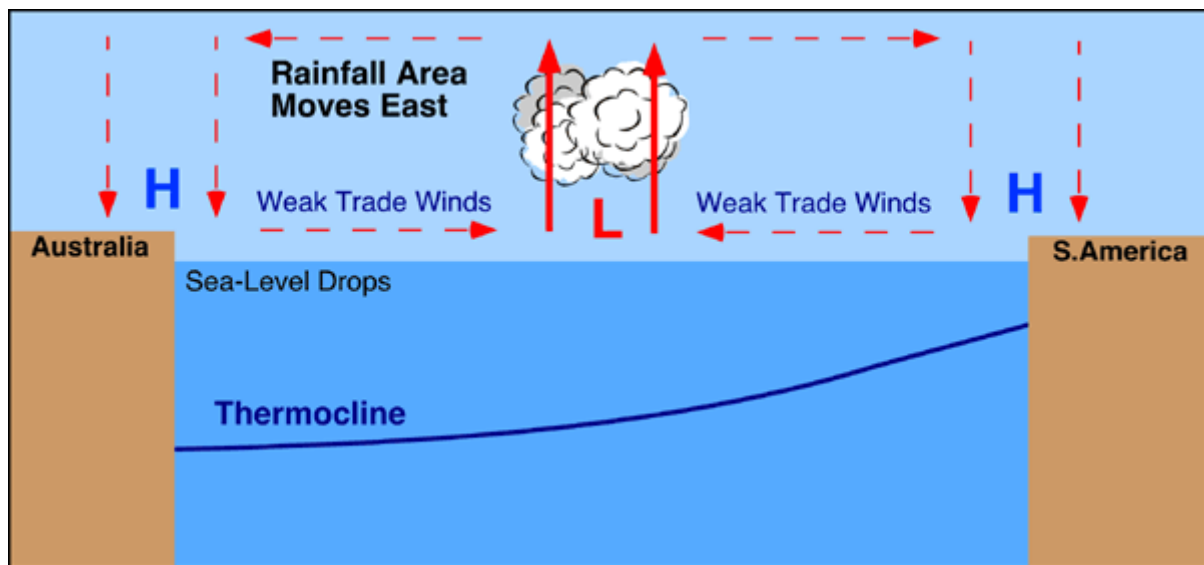 Rainfall Area
Moves East
H
Weak Trade Winds
L
Weak Trade Winds
H
Australia
S.America
Sea-Level Drops
Thermocline